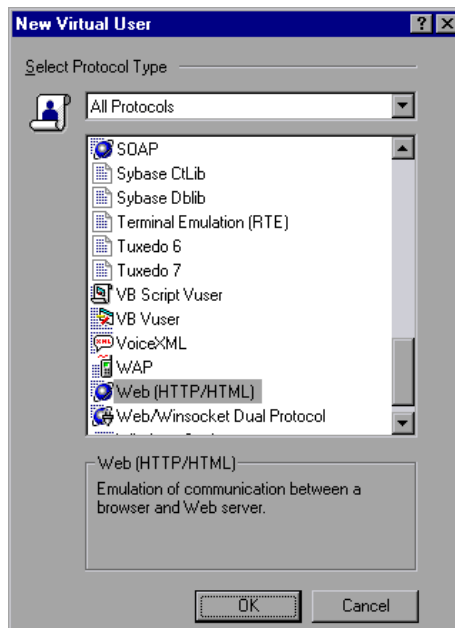 New Virtual User
Select Protocol Type
All Protocols
SOAP
Sybase CtLib
Sybase Dblib
Terminal Emulation (RTE)
Tuxedo 6
Tuxedo 7
VB Script Vuser
VB Vuser
VoiceXML
WAP
Web (HTTP/HTML)
Web/Winsocket Dual Protocol
Web (HTTP/HTML)
Emulation of communication between a
browser and Web server.
OK
Cancel